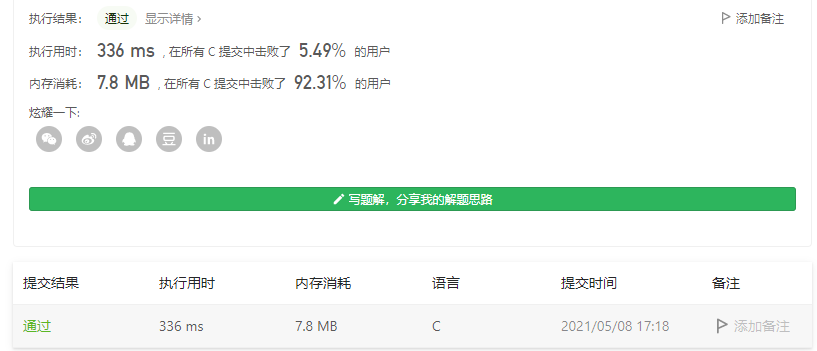 执行结果： 通过 显示详情 › 添加备注
执行用时： 336 ms , 在所有 C 提交中击败了 5.49% 的用户
内存消耗： 7.8 MB , 在所有 C 提交中击败了 92.31% 的用户
炫耀一下:
豆 in
写题解，分享我的解题思路
提交结果 执行用时 内存消耗 语言 提交时间 备注
通过 336 ms 7.8 MB C 2021/05/08 17:18 添加备注